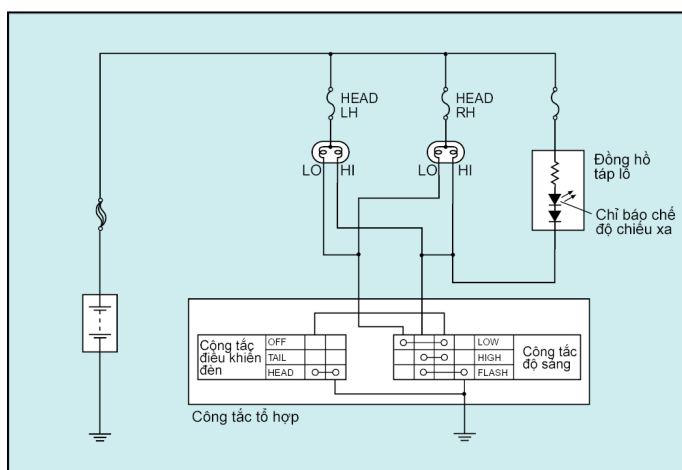 HEAD
LH
HEAD
RH
LO
HI
LO
HI
Đồng hồ
táp lô
Chỉ báo chế
độ chiếu xa
Công tắc
điều khiển
đèn
OFF
TAIL
HEAD
LOW
HIGH
FLASH
Công tắc
độ sáng
Công tắc tổ hợp